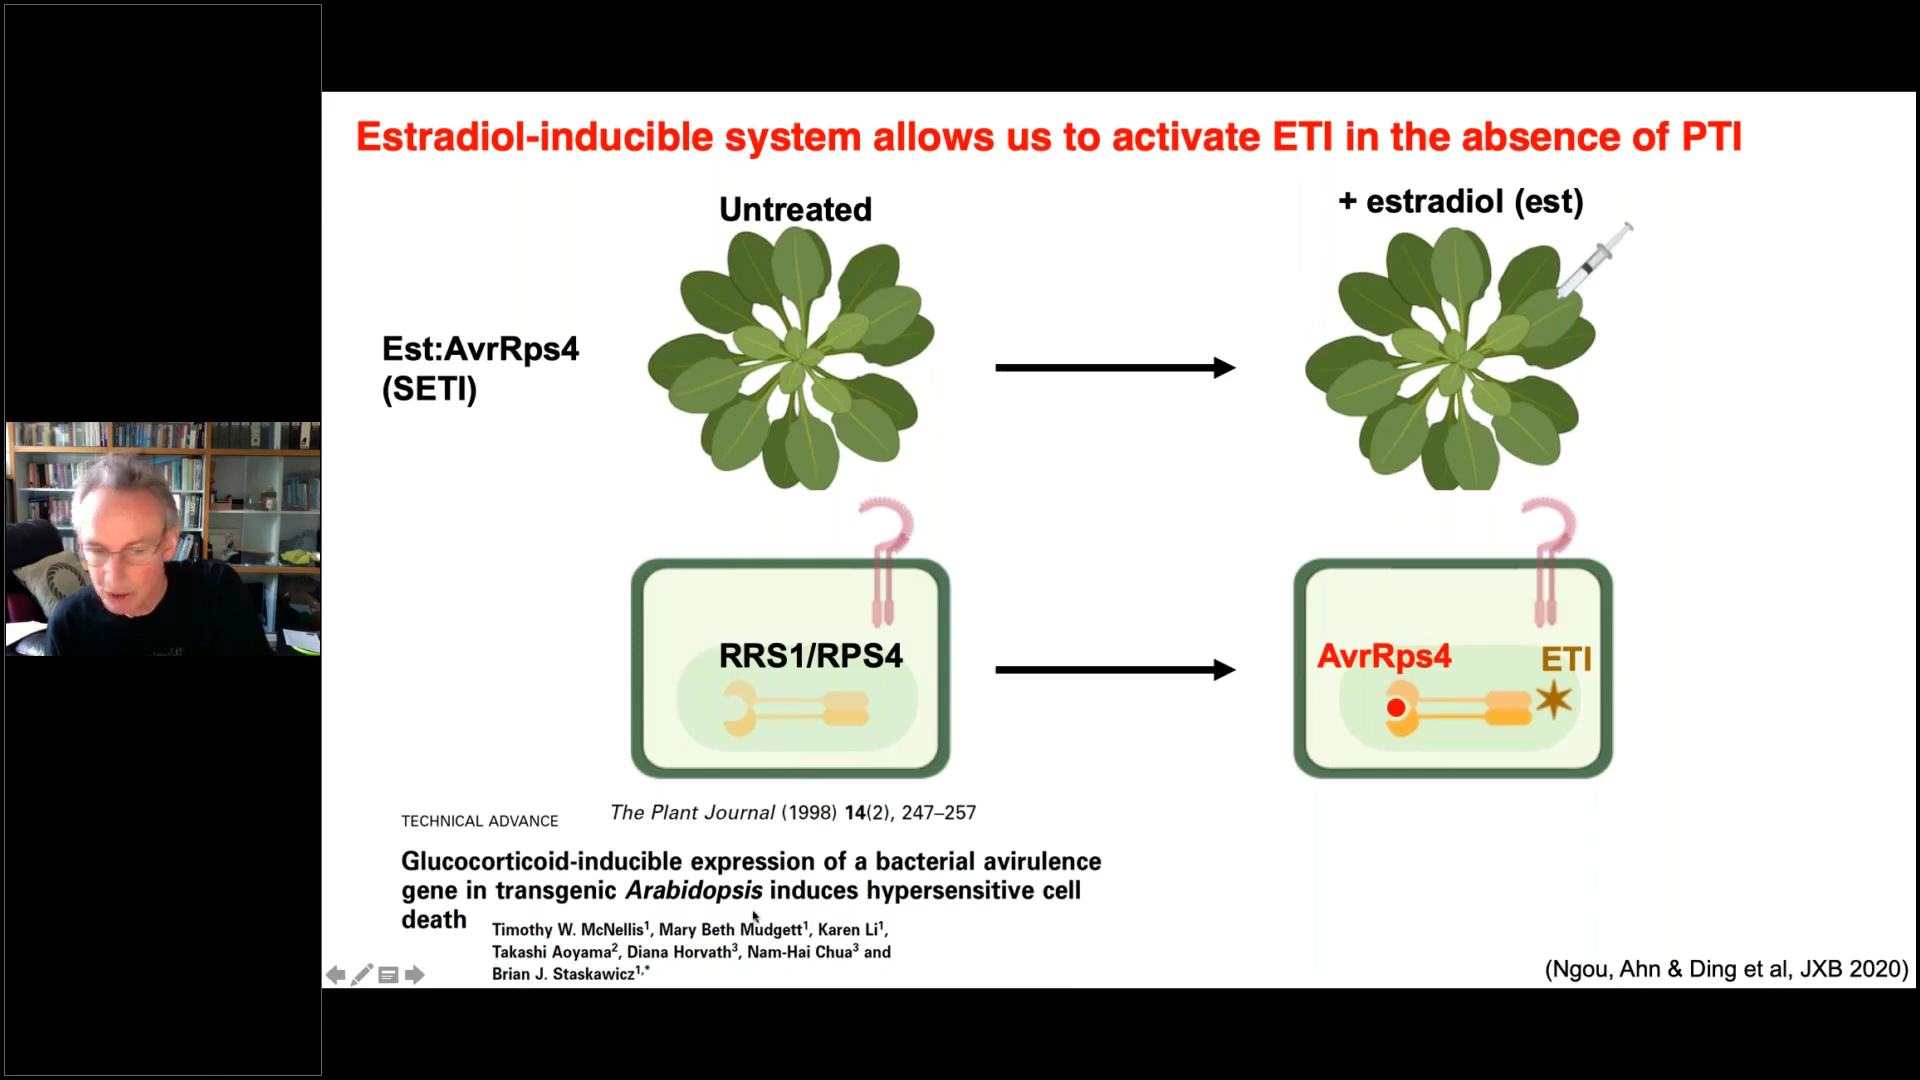 Estradiol-inducible system allows us to activate ETI in the absence of PTI
Untreated
+ estradiol (est)
Est:AvrRps4
(SETI)
RRS1/RPS4
AvrRps4
ETI
The Plant Journal (1998) 14(2), 247–257
TECHNICAL ADVANCE
Glucocorticoid-inducible expression of a bacterial avirulence
gene in transgenic Arabidopsis induces hypersensitive cell
death
Timothy W. McNellis1, Mary Beth Mudgett1, Karen Li1,
Takashi Aoyama2, Diana Horvath3, Nam-Hai Chua3 and
Brian J. Staskawicz1,*
(Ngou, Ahn & Ding et al, JXB 2020)